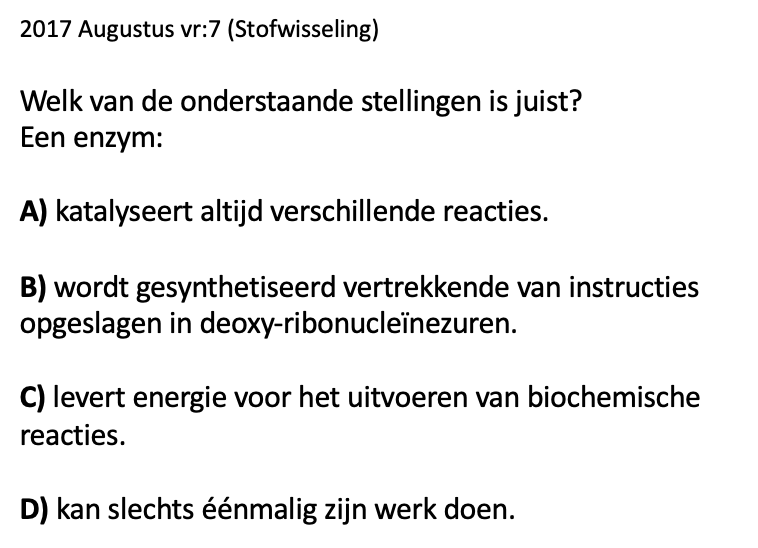 2017 Augustus vr:7 (Stofwisseling)
Welk van de onderstaande stellingen is juist?
Een enzym:
A) katalyseert altijd verschillende reacties.
B) wordt gesynthetiseerd vertrekkende van instructies
opgeslagen in deoxy-ribonucleïnezuren.
C) levert energie voor het uitvoeren van biochemische
reacties.
D) kan slechts éénmalig zijn werk doen.